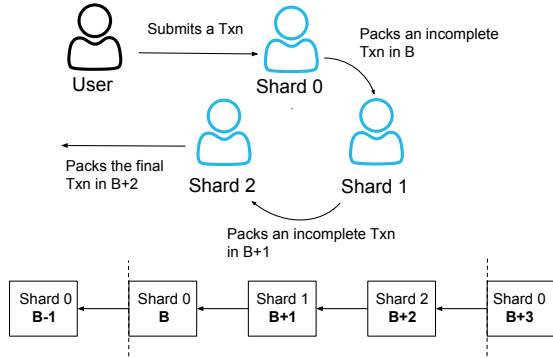 Submits a Txn
Packs an incomplete
Txn in B
User
Shard 0
Packs the final
Txn in B+2
Shard 2
Shard 1
Packs an incomplete Txn
in B+1
Shard 0
B-1
Shard 0
B
Shard 1
B+1
Shard 2
B+2
Shard 0
B+3